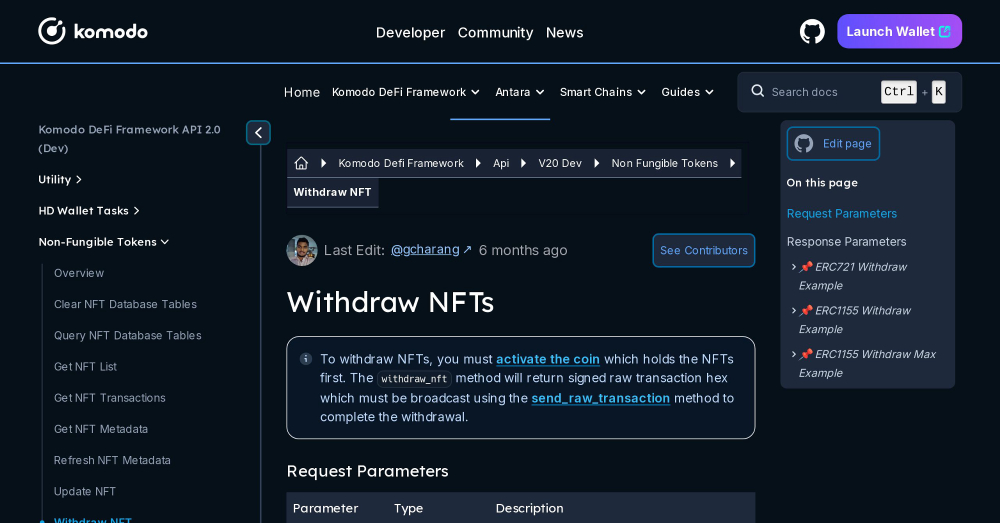 komodo
Developer Community News
Launch Wallet
Home Komodo DeFi Framework Antara Smart Chains Guides
Search docs Ctrl + K
Komodo DeFi Framework API 2.0
(Dev)
Utility
HD Wallet Tasks
Non-Fungible Tokens
Overview
Clear NFT Database Tables
Query NFT Database Tables
Get NFT List
Get NFT Transactions
Get NFT Metadata
Refresh NFT Metadata
Update NFT
Withdraw NFT
Komodo Defi Framework Api V20 Dev Non Fungible Tokens
Withdraw NFT
Last Edit: @gcharang ↗ 6 months ago
See Contributors
Withdraw NFTs
To withdraw NFTs, you must activate the coin which holds the NFTs
first. The withdraw_nft method will return signed raw transaction hex
which must be broadcast using the send_raw_transaction method to
complete the withdrawal.
Request Parameters
Parameter Type Description
Edit page
On this page
Request Parameters
Response Parameters
📌 ERC721 Withdraw
Example
📌 ERC1155 Withdraw
Example
📌 ERC1155 Withdraw Max
Example